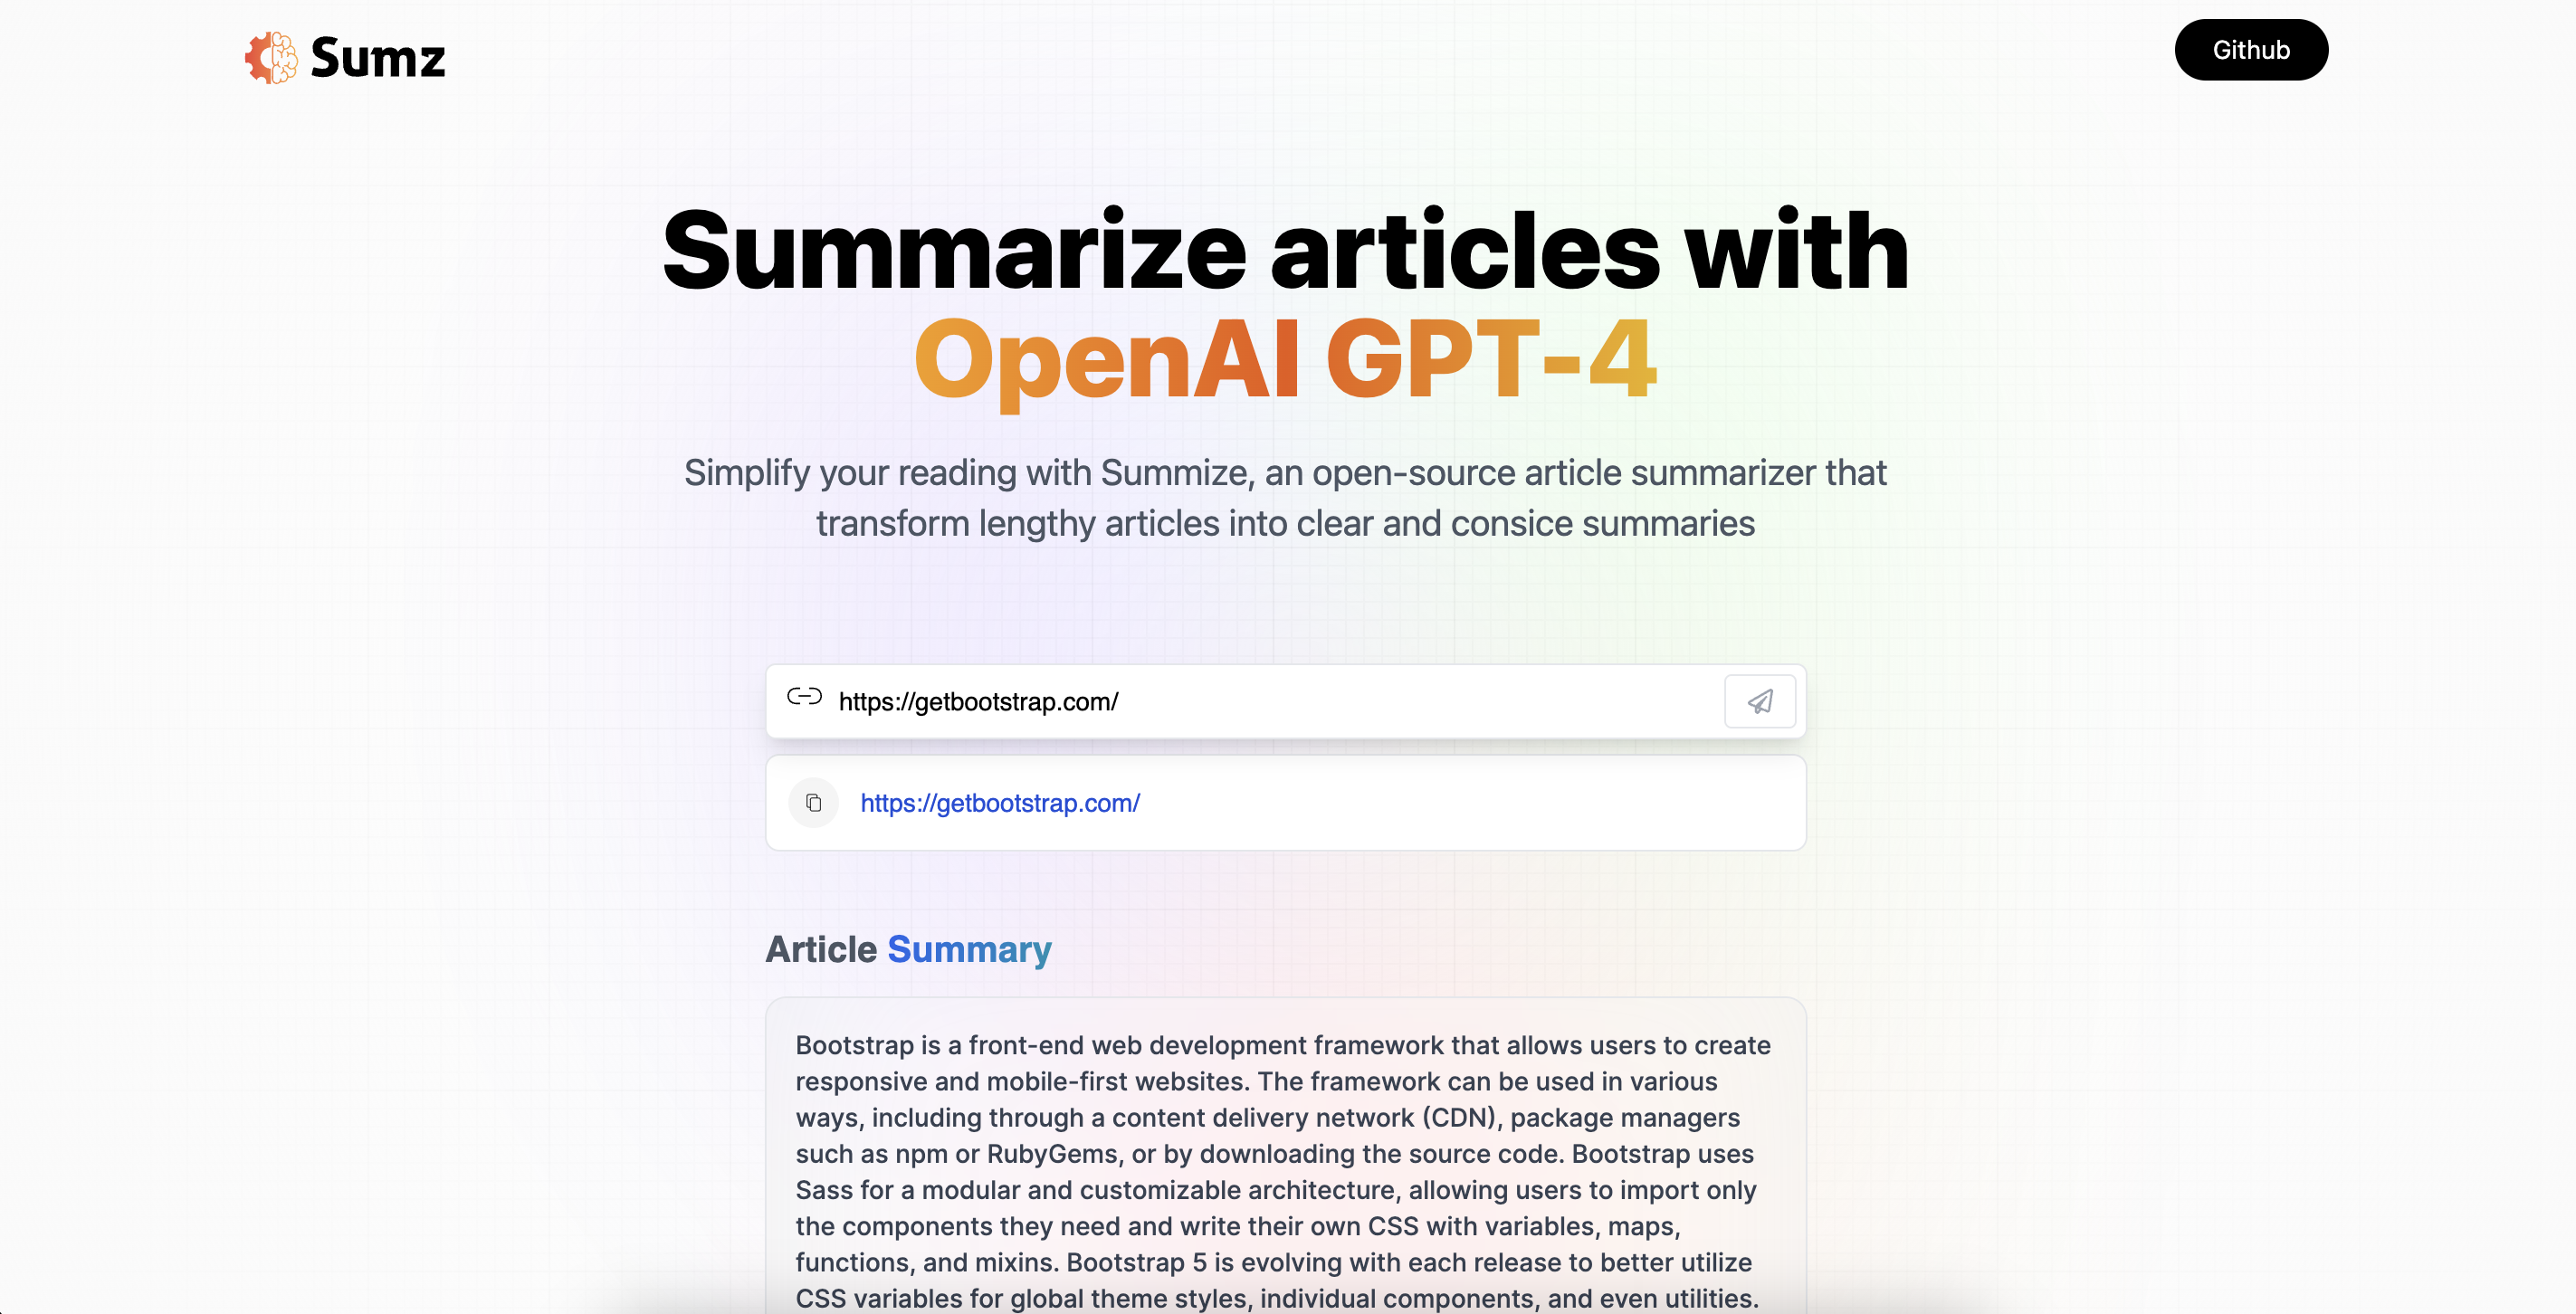 Sumz
Github
Summarize articles with
OpenAI GPT-4
Simplify your reading with Summize, an open-source article summarizer that
transform lengthy articles into clear and consice summaries
https://getbootstrap.com/
https://getbootstrap.com/
Article Summary
Bootstrap is a front-end web development framework that allows users to create
responsive and mobile-first websites. The framework can be used in various
ways, including through a content delivery network (CDN), package managers
such as npm or RubyGems, or by downloading the source code. Bootstrap uses
Sass for a modular and customizable architecture, allowing users to import only
the components they need and write their own CSS with variables, maps,
functions, and mixins. Bootstrap 5 is evolving with each release to better utilize
CSS variables for global theme styles, individual components, and even utilities.